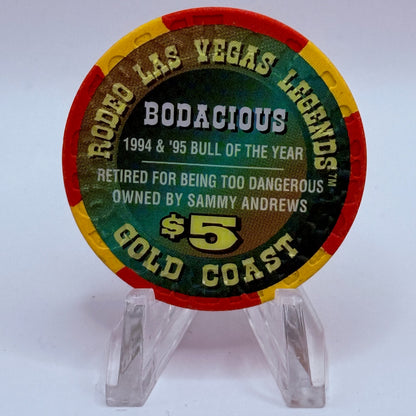 RODEO LAS VEGAS LEGENDS™
BODACIOUS
1994 & '95 BULL OF THE YEAR
RETIRED FOR BEING TOO DANGEROUS
OWNED BY SAMMY ANDREWS
$5
GOLD COAST